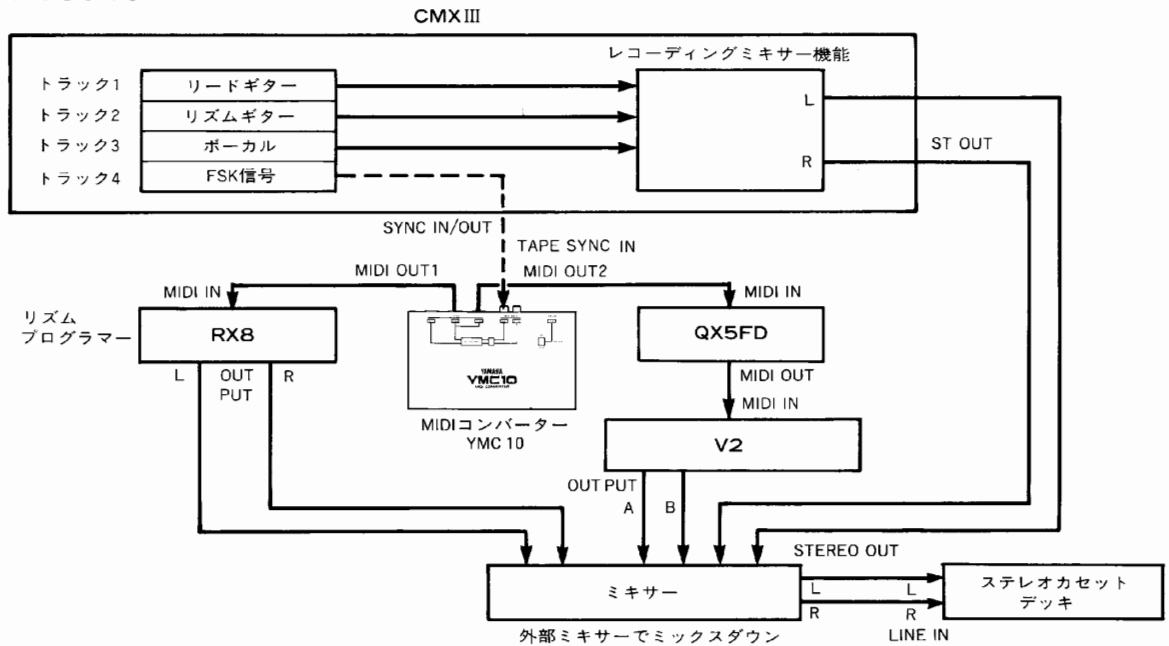 CMXⅢ
レコーディングミキサー機能
トラック1 リードギター
トラック2 リズムギター
トラック3 ボーカル
トラック4 FSK信号
L
R
ST OUT
SYNC IN/OUT
TAPE SYNC IN
MIDI OUT1
MIDI OUT2
MIDI IN
MIDI IN
リズム
プログラマー
RX8
QX5FD
L OUT PUT R
YAMAHA
YMC10
MIDIコンバーター
YMC 10
MIDI OUT
MIDI IN
V2
OUT PUT
A B
STEREO OUT
ミキサー
L L
R R
LINE IN
ステレオカセット
デッキ
外部ミキサーでミックスダウン